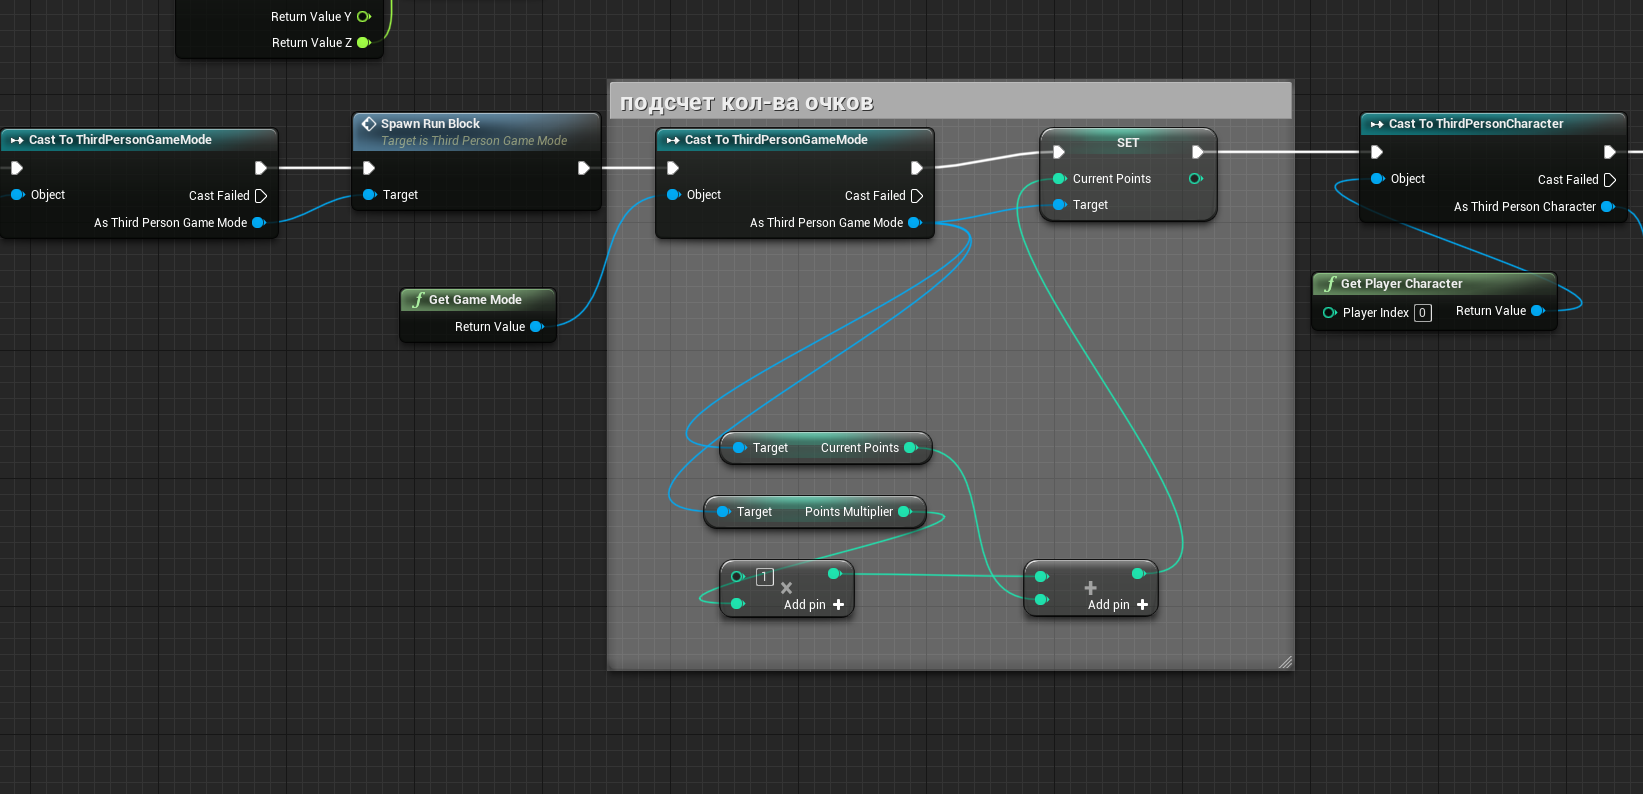 Return Value Y
Return Value Z
подсчет кол-ва очков
Cast To ThirdPersonGameMode
Object
Cast Failed
As Third Person Game Mode
Spawn Run Block
Target is Third Person Game Mode
Target
Cast To ThirdPersonGameMode
Object
Cast Failed
As Third Person Game Mode
SET
Current Points
Target
Cast To ThirdPersonCharacter
Object
Cast Failed
As Third Person Character
f Get Game Mode
Return Value
f Get Player Character
Player Index 0
Return Value
Target Current Points
Target Points Multiplier
1
×
Add pin +
+
Add pin +